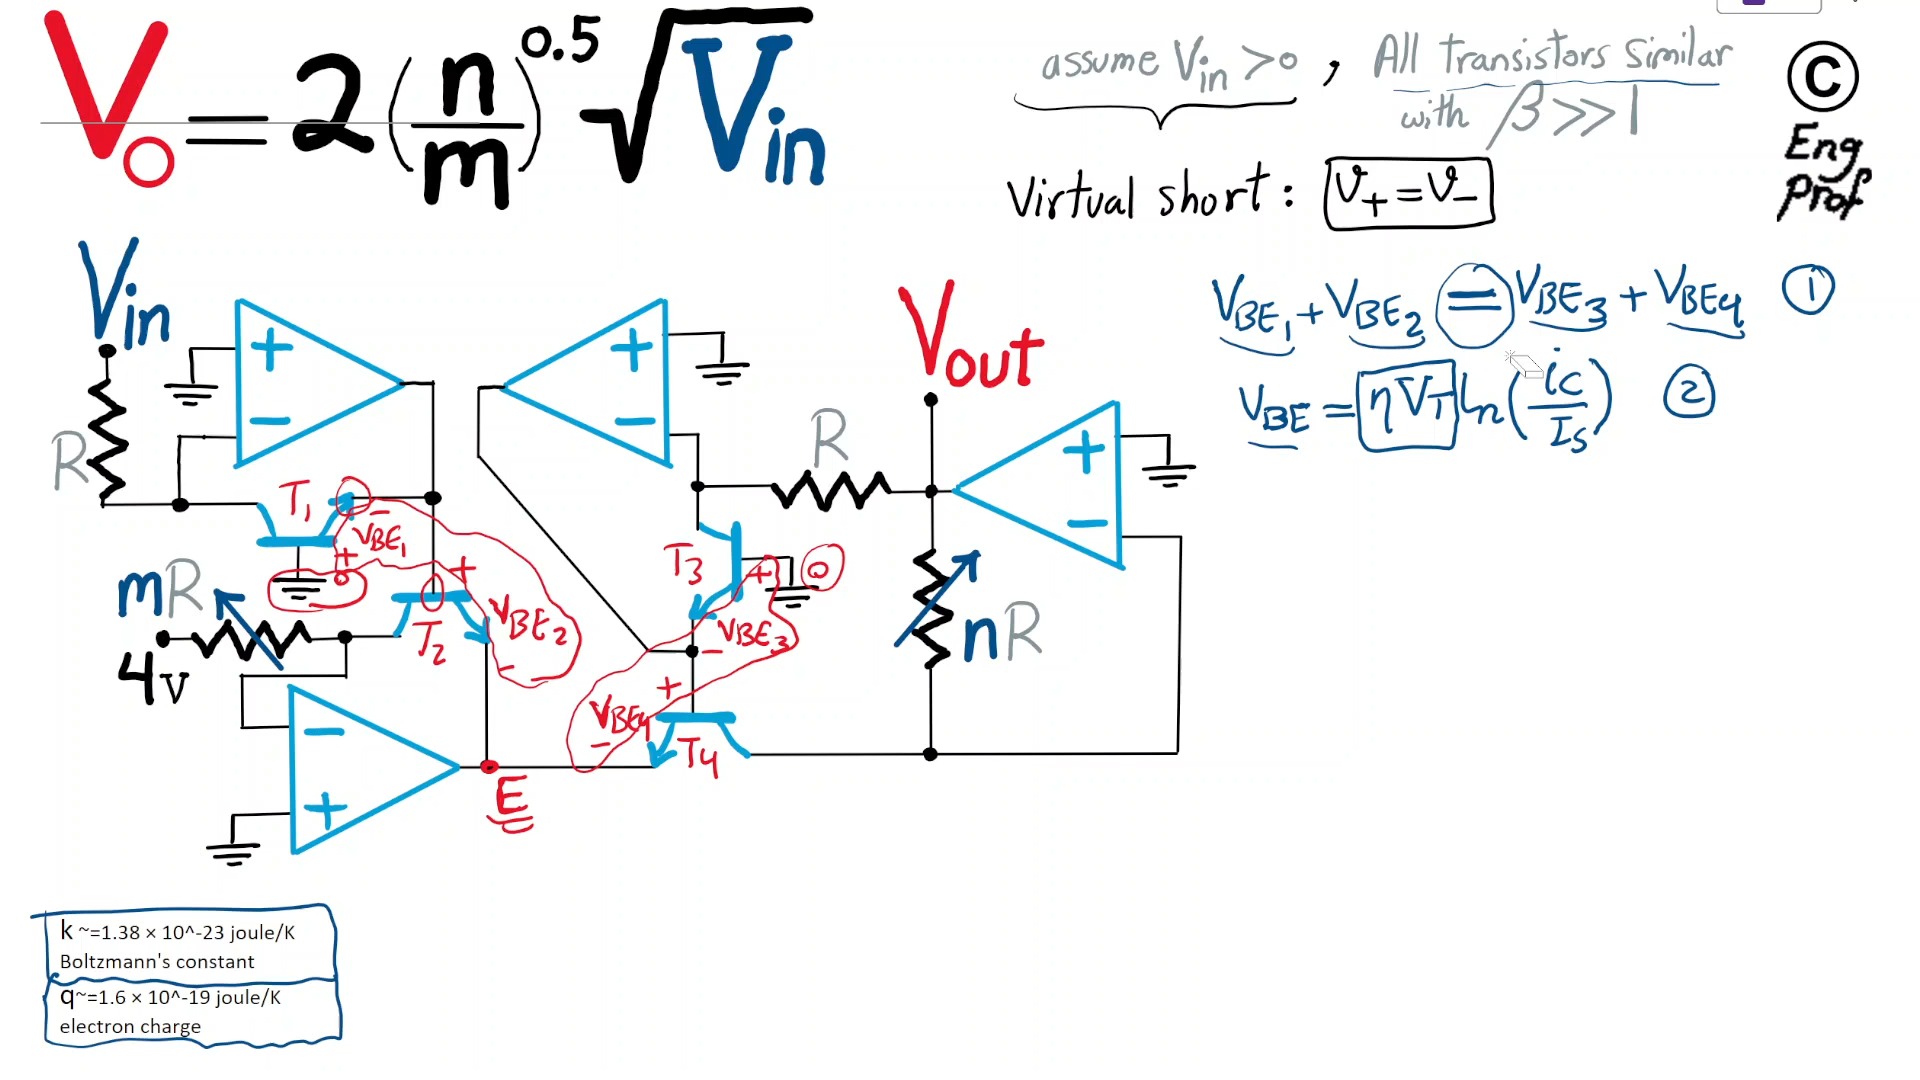 Vo = 2 (n/m)^0.5 √Vin
assume Vin >0 , All transistors similar
with β >> 1
© Eng
Prof
Virtual short: V+ = V-
VBE1 + VBE2 = VBE3 + VBE4 ①
VBE = ηVT ln(iC/IS) ②
Vin
+
-
R
T1
-
VBE1
+
0
mR
4V
T2
+
VBE2
-
-
+
E
+
-
R
T3
+
0
VBE3
-
+
VBE4
-
T4
Vout
+
-
nR
k ~=1.38 × 10^-23 joule/K
Boltzmann's constant
q~=1.6 × 10^-19 joule/K
electron charge